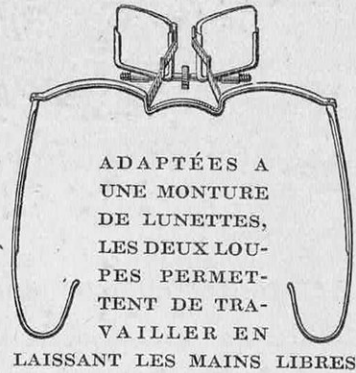 ADAPTÉES A
UNE MONTURE
DE LUNETTES,
LES DEUX LOU-
PES PERMET-
TENT DE TRA-
VAILLER EN
LAISSANT LES MAINS LIBRES